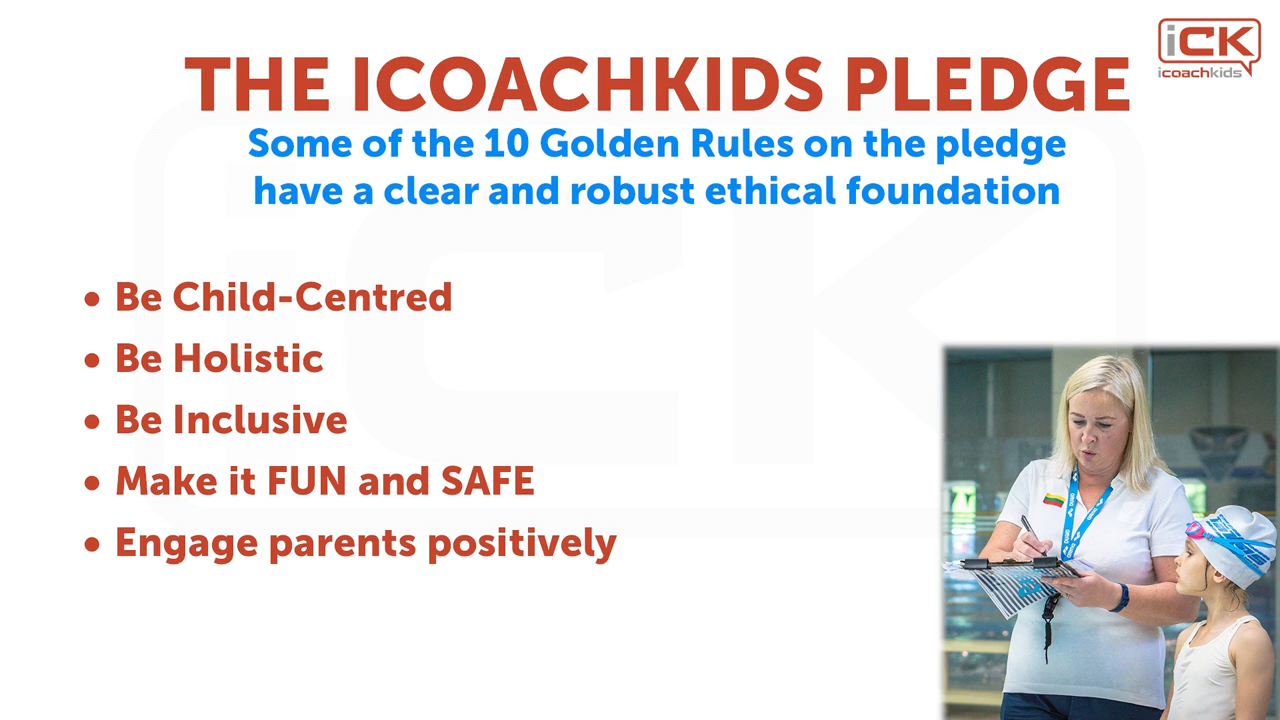 iCK
icoachkids
THE ICOACHKIDS PLEDGE
Some of the 10 Golden Rules on the pledge
have a clear and robust ethical foundation
• Be Child-Centred
• Be Holistic
• Be Inclusive
• Make it FUN and SAFE
• Engage parents positively